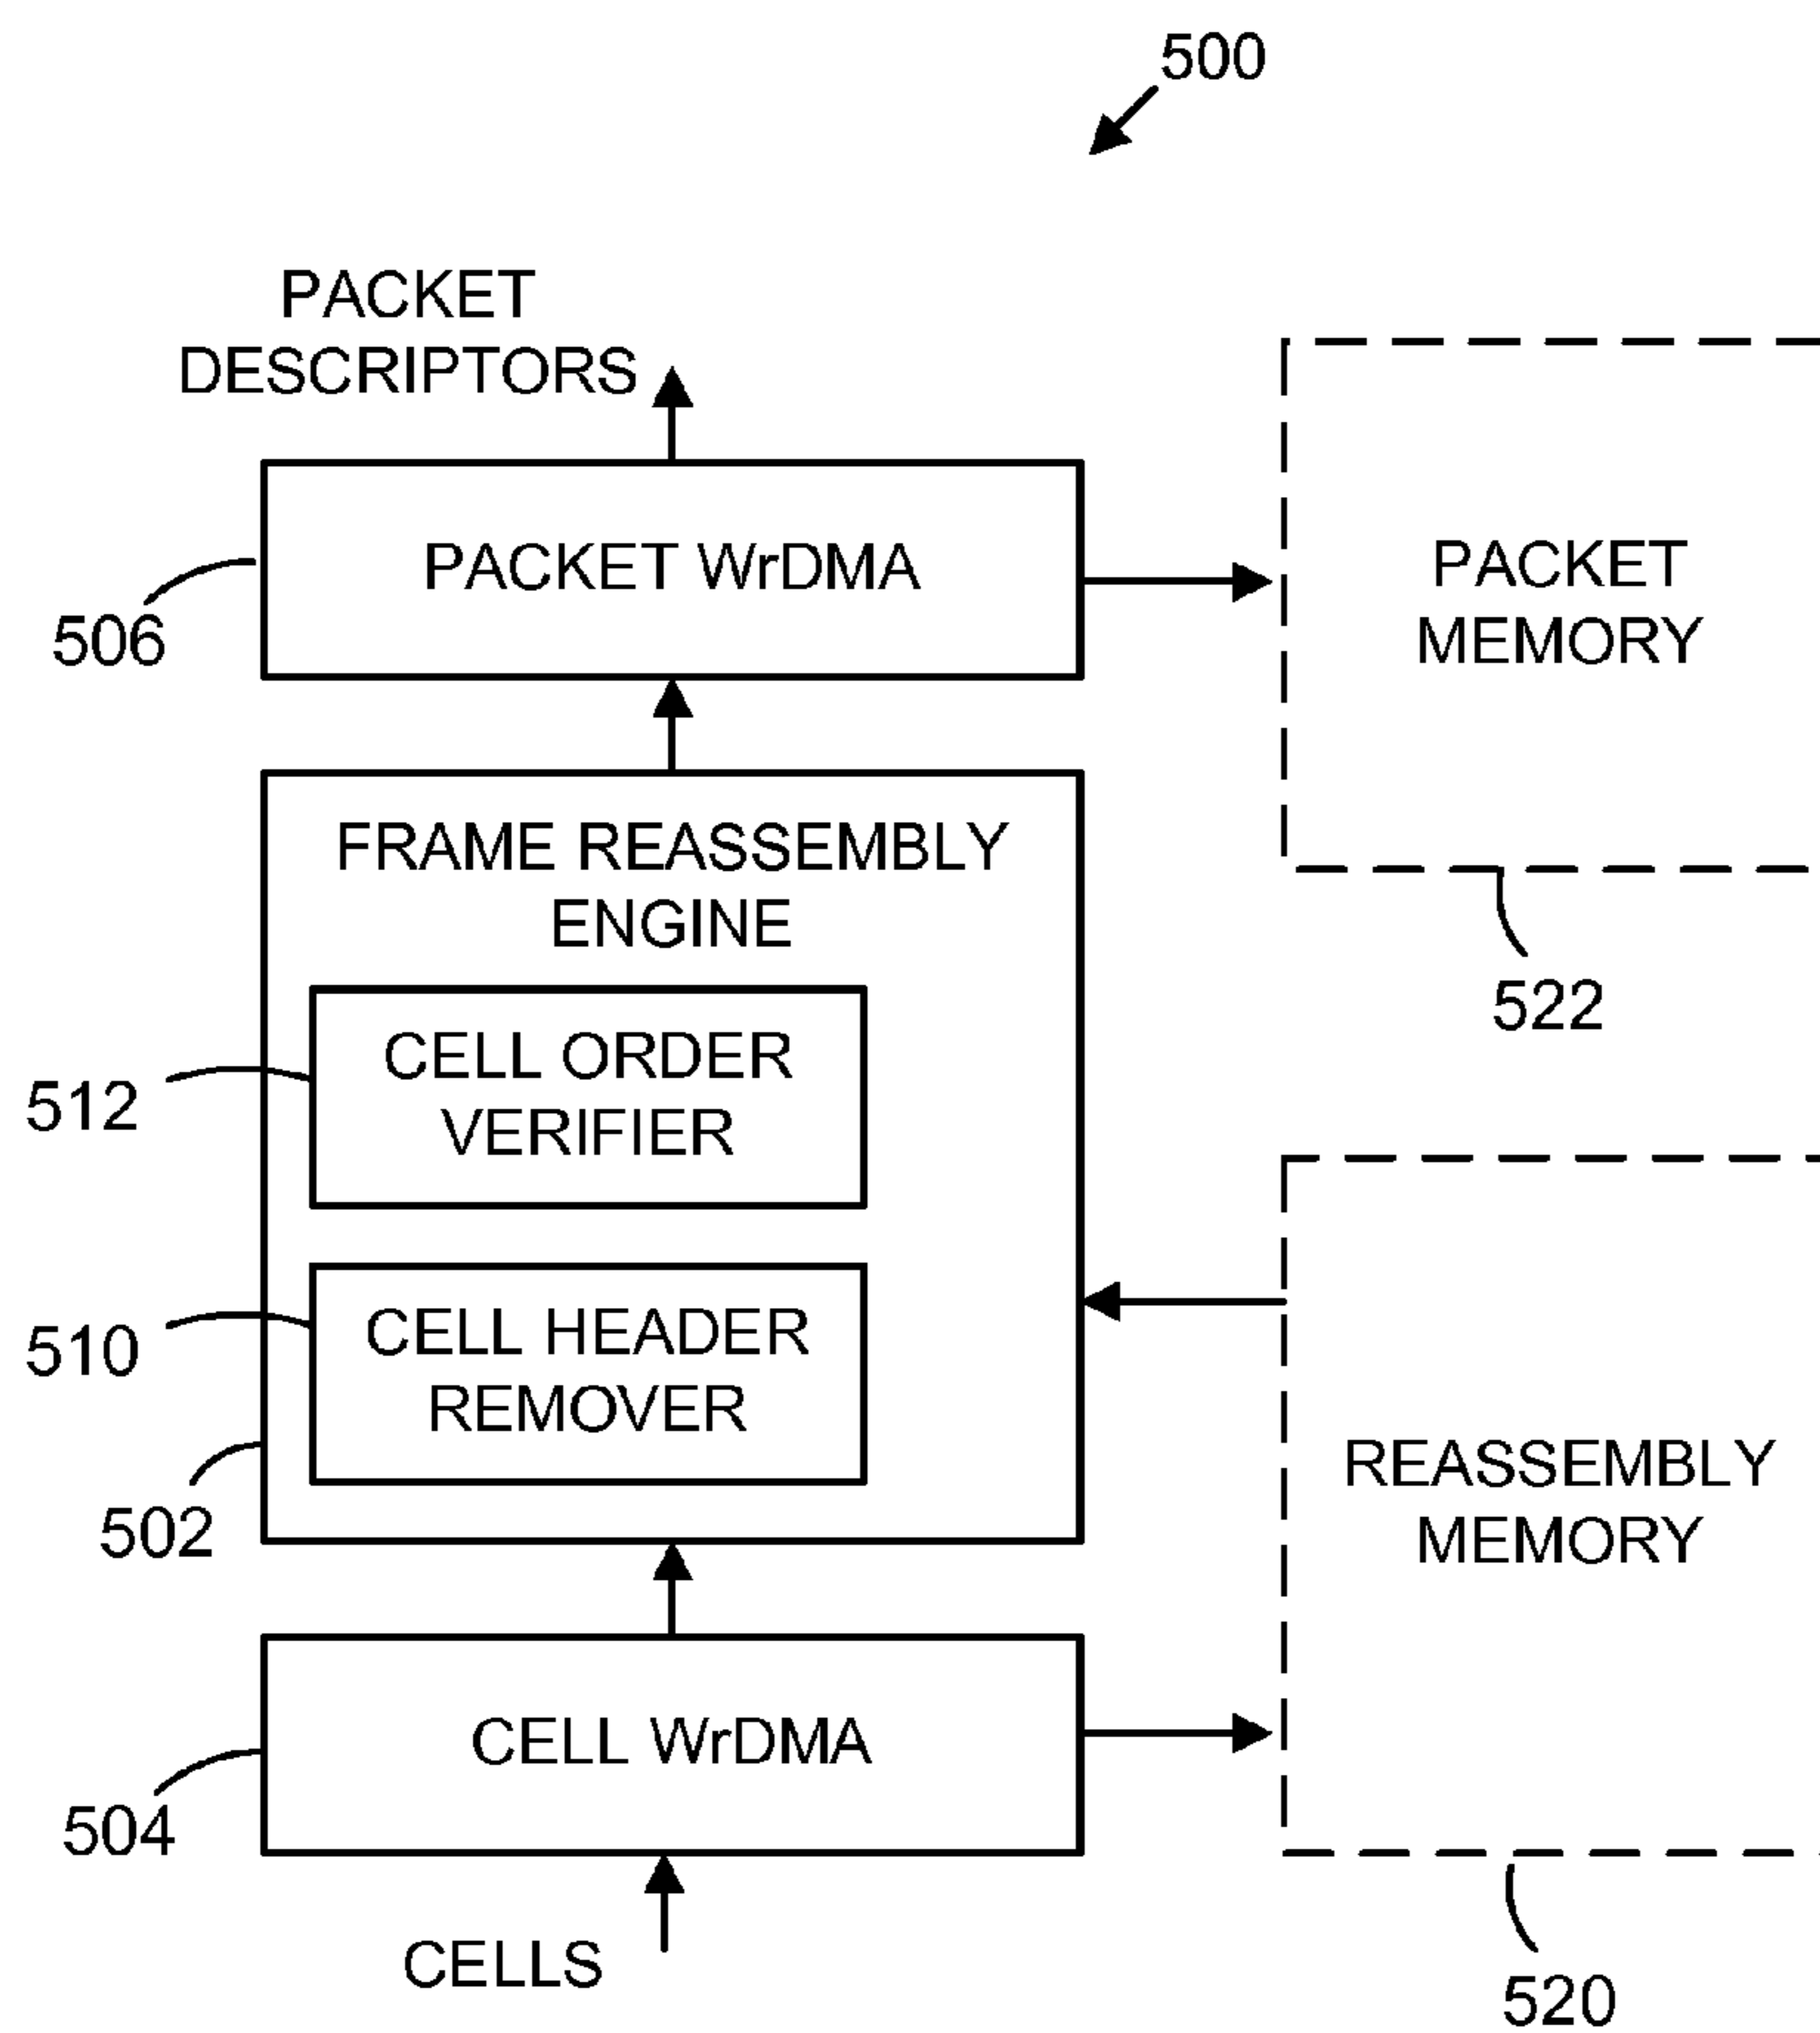 500
PACKET
DESCRIPTORS
PACKET WrDMA
506
PACKET
MEMORY
FRAME REASSEMBLY
ENGINE
522
CELL ORDER
VERIFIER
512
CELL HEADER
REMOVER
510
502
REASSEMBLY
MEMORY
CELL WrDMA
504
CELLS
520